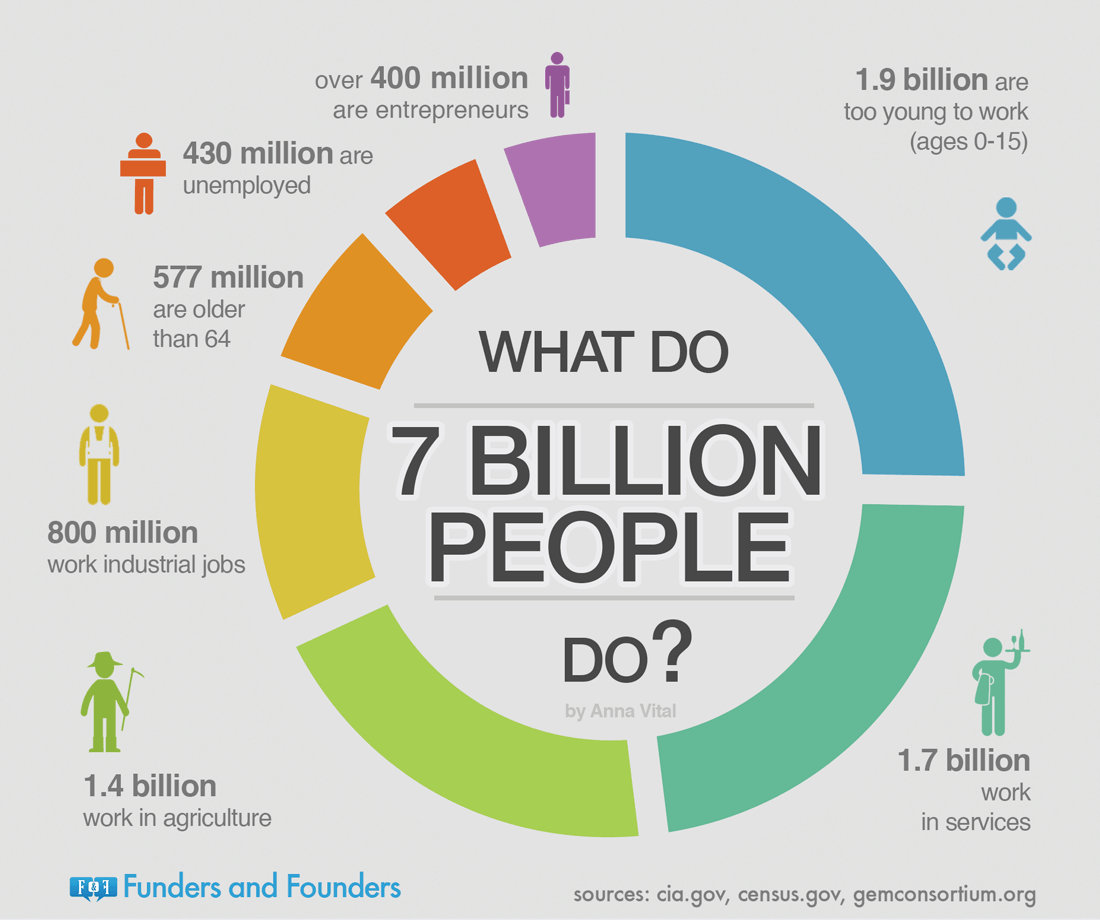 over 400 million
are entrepreneurs
1.9 billion are
too young to work
(ages 0-15)
430 million are
unemployed
577 million
are older
than 64
WHAT DO
7 BILLION
PEOPLE
DO?
by Anna Vital
800 million
work industrial jobs
1.4 billion
work in agriculture
1.7 billion
work
in services
F&F Funders and Founders
sources: cia.gov, census.gov, gemconsortium.org